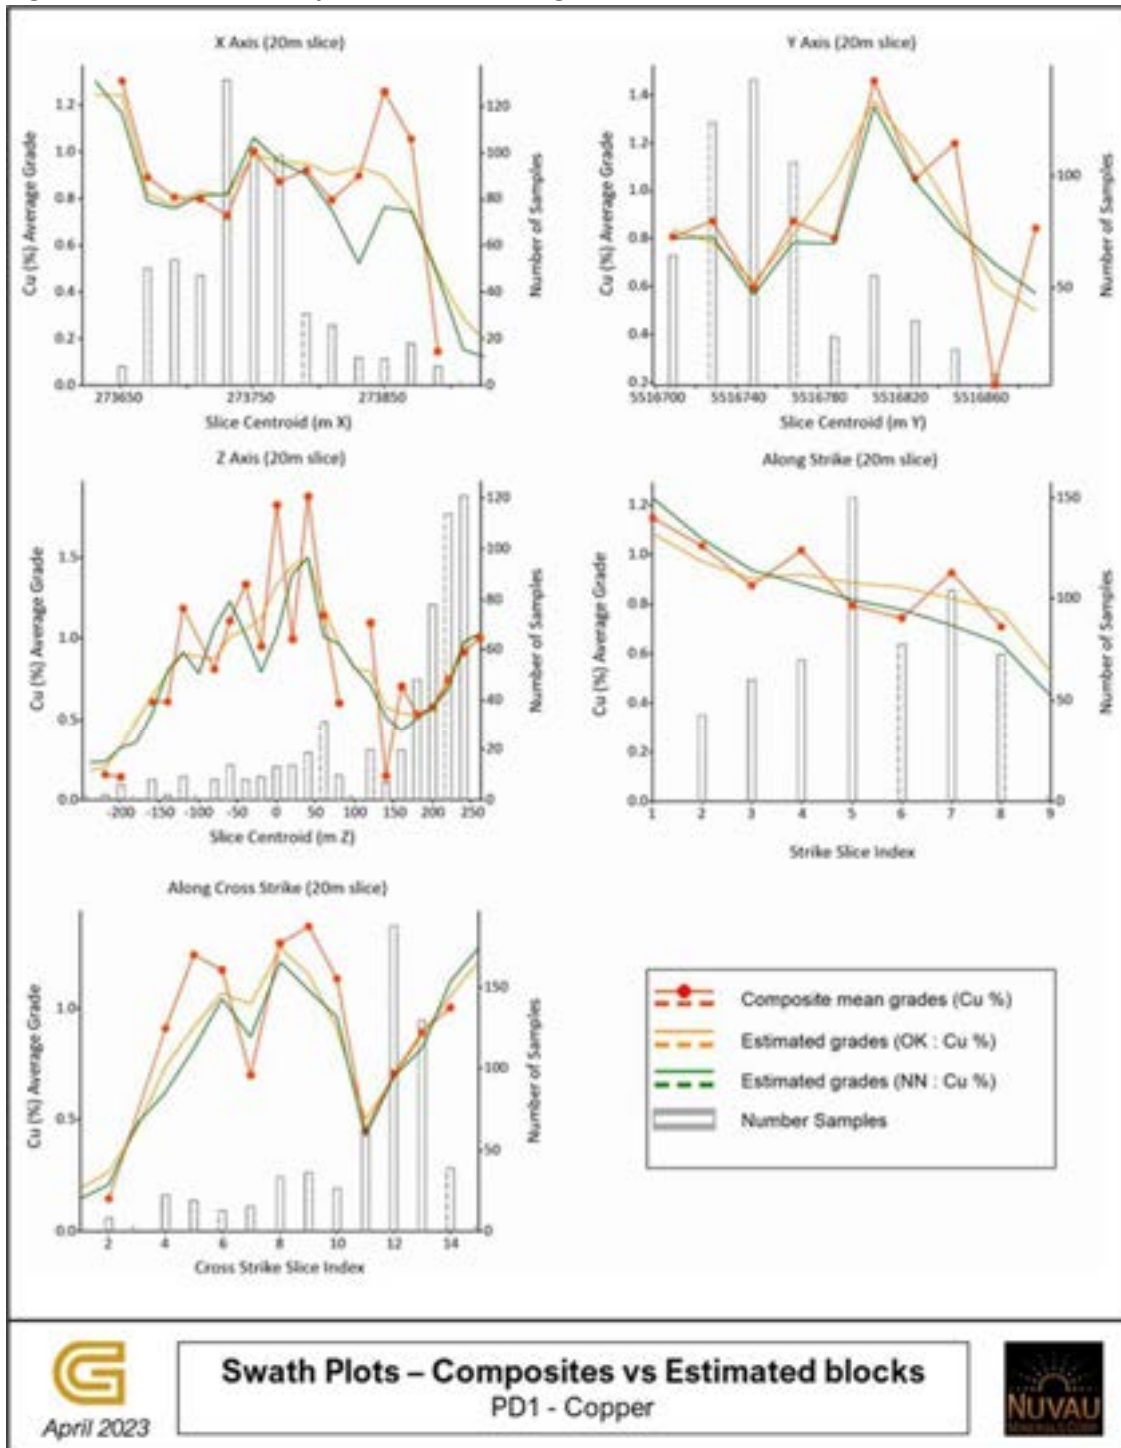 X Axis (20m slice)
Y Axis (20m slice)
Cu (%) Average Grade
1.2
1.0
0.8
0.6
0.4
0.2
0.0
120
100
80
60
40
20
0
Number of Samples
273650
273750
273850
Slice Centroid (m X)
Cu (%) Average Grade
1.4
1.2
1.0
0.8
0.6
0.4
0.2
100
50
Number of Samples
5516700
5516740
5516780
5516820
5516860
Slice Centroid (m Y)
Z Axis (20m slice)
Along Strike (20m slice)
Cu (%) Average Grade
1.5
1.0
0.5
0.0
120
100
80
60
40
20
0
Number of Samples
-200
-150
-100
-50
0
50
100
150
200
250
Slice Centroid (m Z)
Cu (%) Average Grade
1.2
1.0
0.8
0.6
0.4
0.2
0.0
150
100
50
0
Number of Samples
1
2
3
4
5
6
7
8
9
Strike Slice Index
Along Cross Strike (20m slice)
Cu (%) Average Grade
1.0
0.5
0.0
150
100
50
0
Number of Samples
2
4
6
8
10
12
14
Cross Strike Slice Index
Composite mean grades (Cu %)
Estimated grades (OK : Cu %)
Estimated grades (NN : Cu %)
Number Samples
April 2023
Swath Plots – Composites vs Estimated blocks
PD1 - Copper
NUVAU
MINERALS CORP.